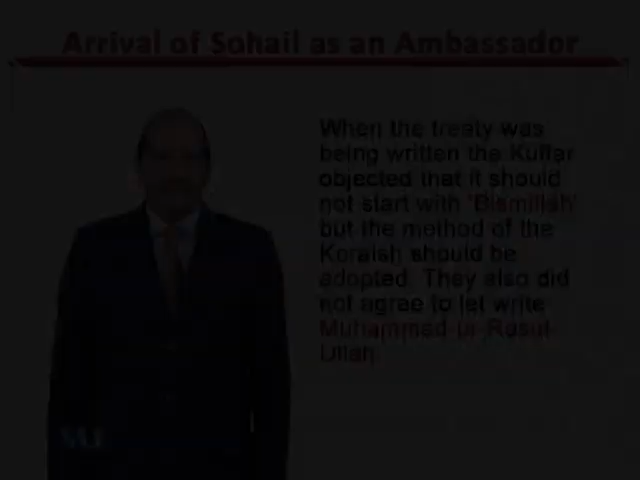 Arrival of Sohail as an Ambassador
When the treaty was
being written the Kuffar
objected that it should
not start with 'Bismillah'
but the method of the
Koraish should be
adopted. They also did
not agree to let write
Muhammad-ur-Rasul-
Ullah